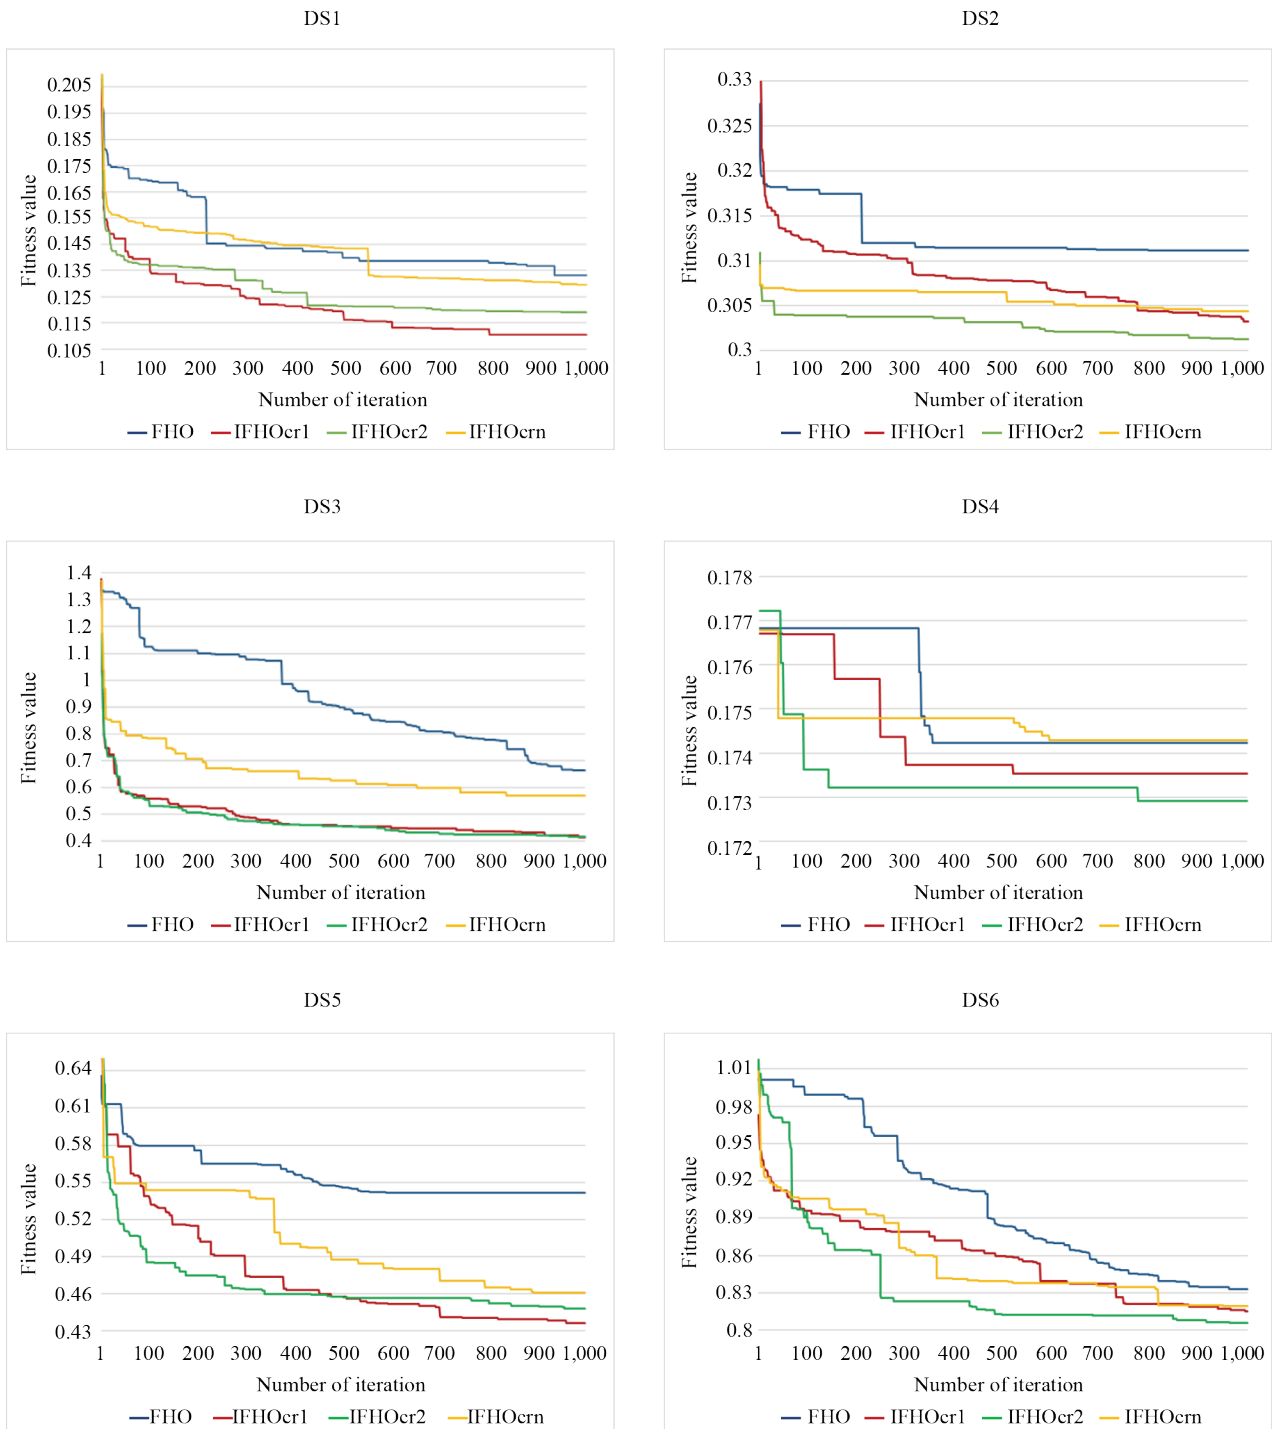 DS1
Fitness value
0.205
0.195
0.185
0.175
0.165
0.155
0.145
0.135
0.125
0.115
0.105
1 100 200 300 400 500 600 700 800 900 1,000
Number of iteration
FHO IFHOcr1 IFHOcr2 IFHOcrn
DS2
Fitness value
0.33
0.325
0.32
0.315
0.31
0.305
0.3
1 100 200 300 400 500 600 700 800 900 1,000
Number of iteration
FHO IFHOcr1 IFHOcr2 IFHOcrn
DS3
Fitness value
1.4
1.3
1.2
1.1
1
0.9
0.8
0.7
0.6
0.5
0.4
1 100 200 300 400 500 600 700 800 900 1,000
Number of iteration
FHO IFHOcr1 IFHOcr2 IFHOcrn
DS4
Fitness value
0.178
0.177
0.176
0.175
0.174
0.173
0.172
1 100 200 300 400 500 600 700 800 900 1,000
Number of iteration
FHO IFHOcr1 IFHOcr2 IFHOcrn
DS5
Fitness value
0.64
0.61
0.58
0.55
0.52
0.49
0.46
0.43
1 100 200 300 400 500 600 700 800 900 1,000
Number of iteration
FHO IFHOcr1 IFHOcr2 IFHOcrn
DS6
Fitness value
1.01
0.98
0.95
0.92
0.89
0.86
0.83
0.8
1 100 200 300 400 500 600 700 800 900 1,000
Number of iteration
FHO IFHOcr1 IFHOcr2 IFHOcrn